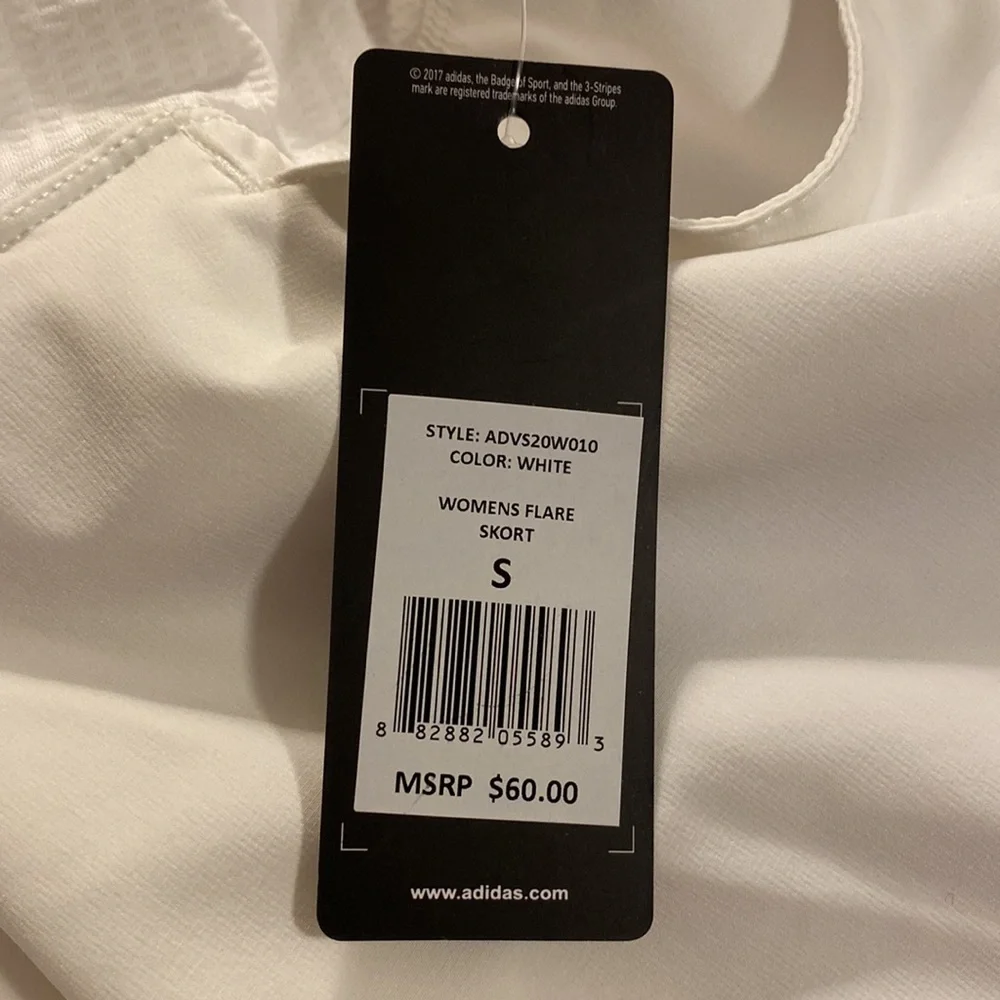 © 2017 adidas, the Badge of Sport, and the 3-Stripes
mark are registered trademarks of the adidas Group.
STYLE: ADVS20W010
COLOR: WHITE
WOMENS FLARE
SKORT
S
8 82882 05589 3
MSRP $60.00
www.adidas.com